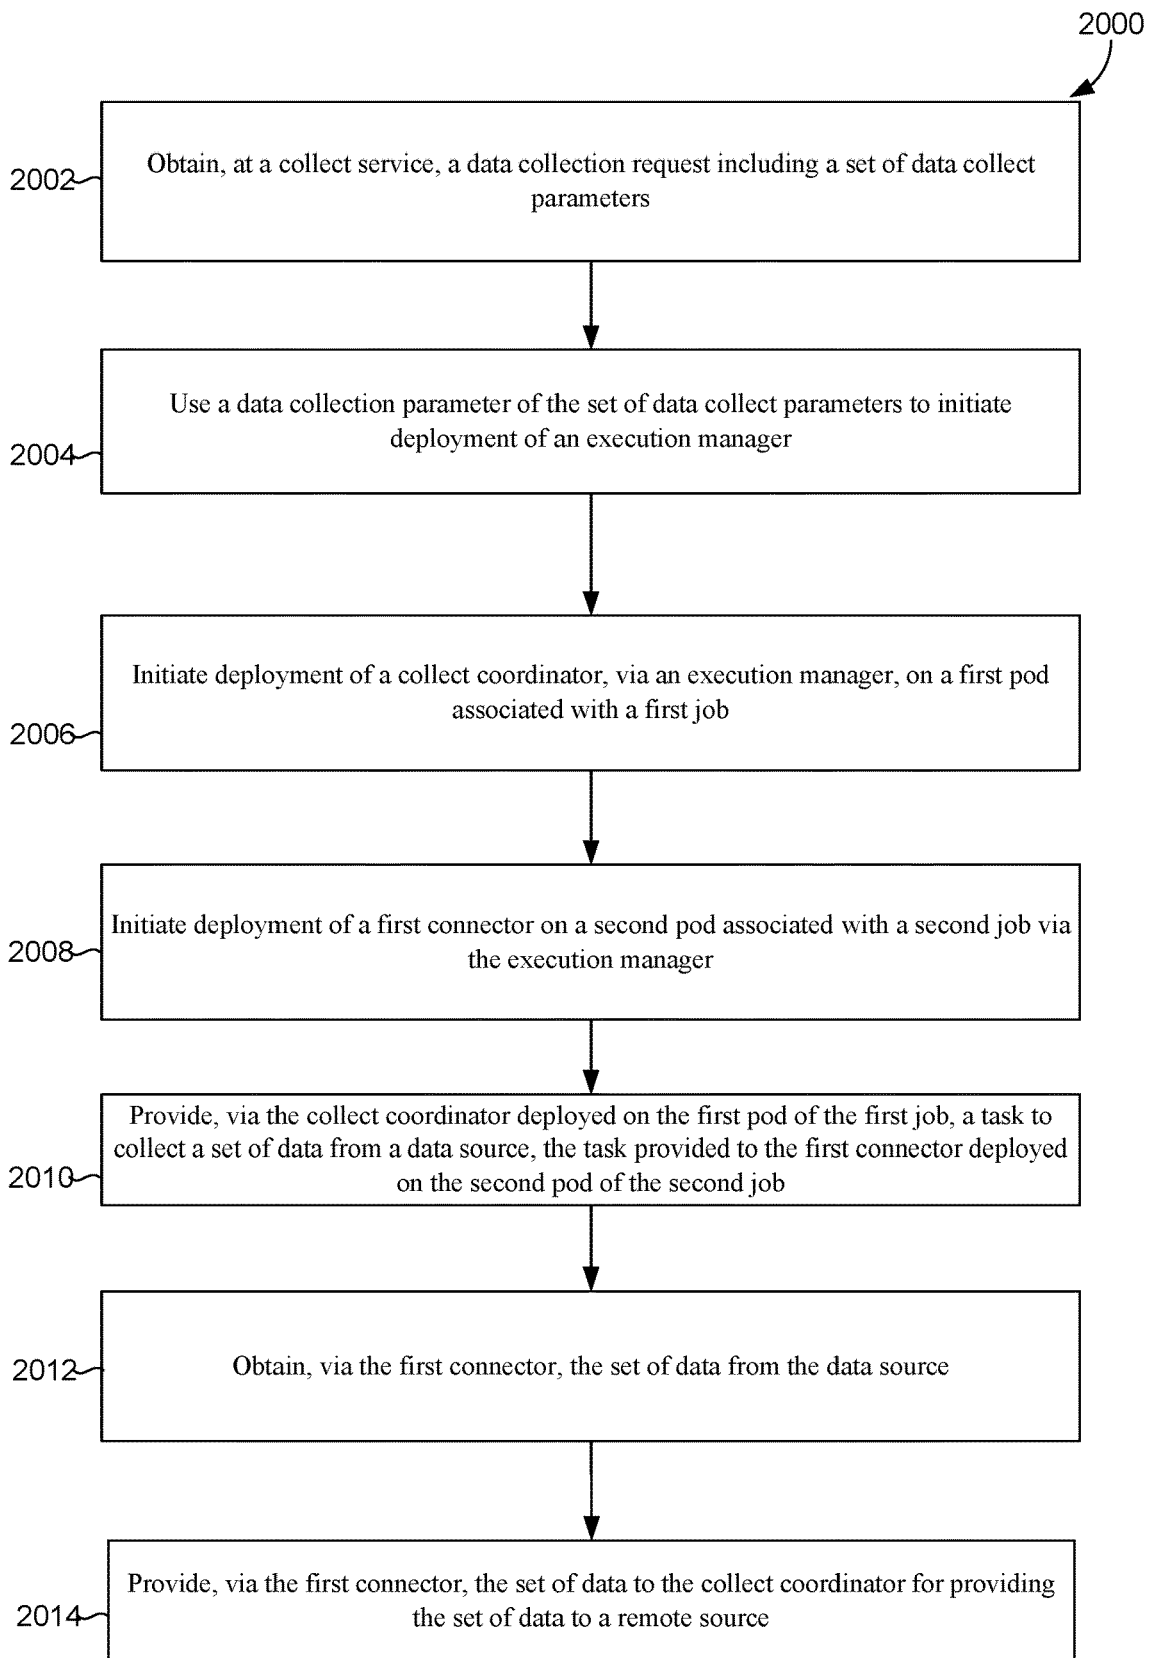 2000
Obtain, at a collect service, a data collection request including a set of data collect
parameters
2002
Use a data collection parameter of the set of data collect parameters to initiate
deployment of an execution manager
2004
Initiate deployment of a collect coordinator, via an execution manager, on a first pod
associated with a first job
2006
Initiate deployment of a first connector on a second pod associated with a second job via
the execution manager
2008
Provide, via the collect coordinator deployed on the first pod of the first job, a task to
collect a set of data from a data source, the task provided to the first connector deployed
on the second pod of the second job
2010
Obtain, via the first connector, the set of data from the data source
2012
Provide, via the first connector, the set of data to the collect coordinator for providing
the set of data to a remote source
2014